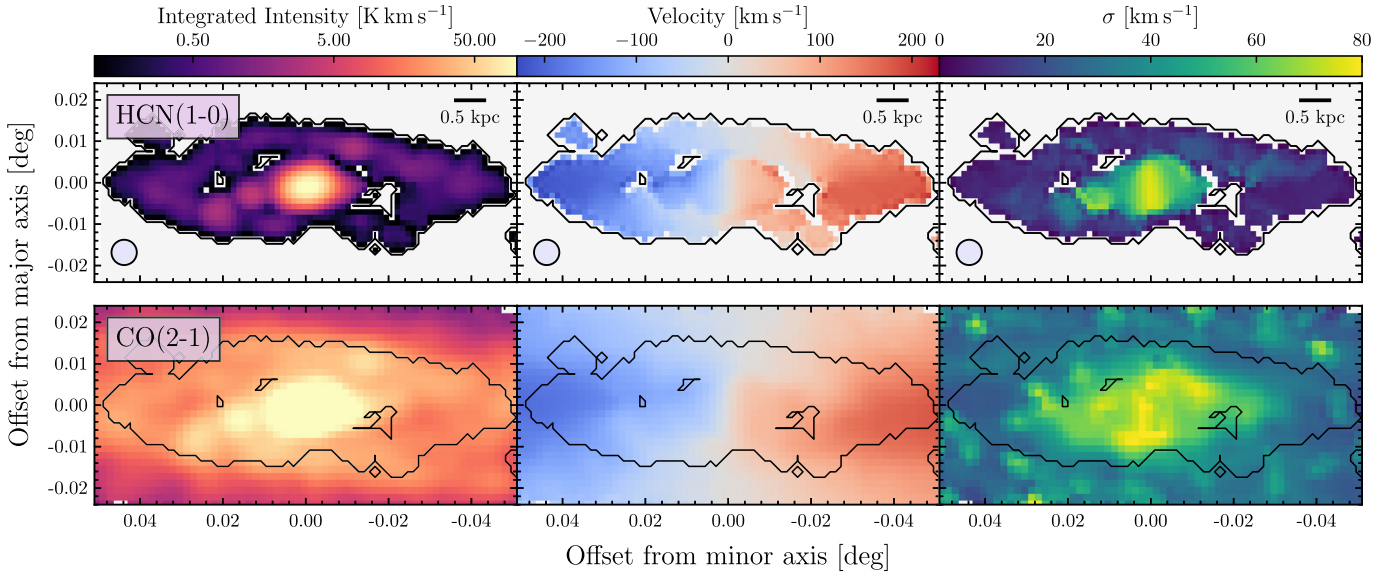 Integrated Intensity [K km s⁻¹] Velocity [km s⁻¹] σ [km s⁻¹]
0.50 5.00 50.00 −200 −100 0 100 200 0 20 40 60 80
HCN(1-0)
0.5 kpc 0.5 kpc 0.5 kpc
0.02
0.01
0.00
-0.01
-0.02
CO(2-1)
0.02
0.01
0.00
-0.01
-0.02
0.04 0.02 0.00 -0.02 -0.04 0.04 0.02 0.00 -0.02 -0.04 0.04 0.02 0.00 -0.02 -0.04
Offset from major axis [deg]
Offset from minor axis [deg]